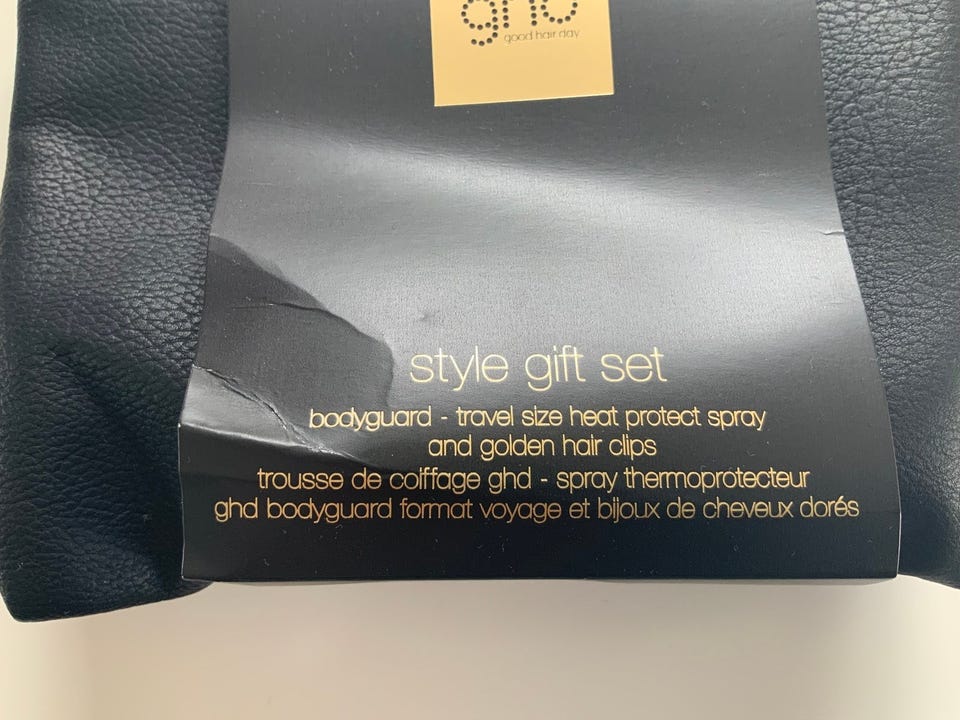 ghd
good hair day
style gift set
bodyguard - travel size heat protect spray
and golden hair clips
trousse de coiffage ghd - spray thermoprotecteur
ghd bodyguard format voyage et bijoux de cheveux dorés